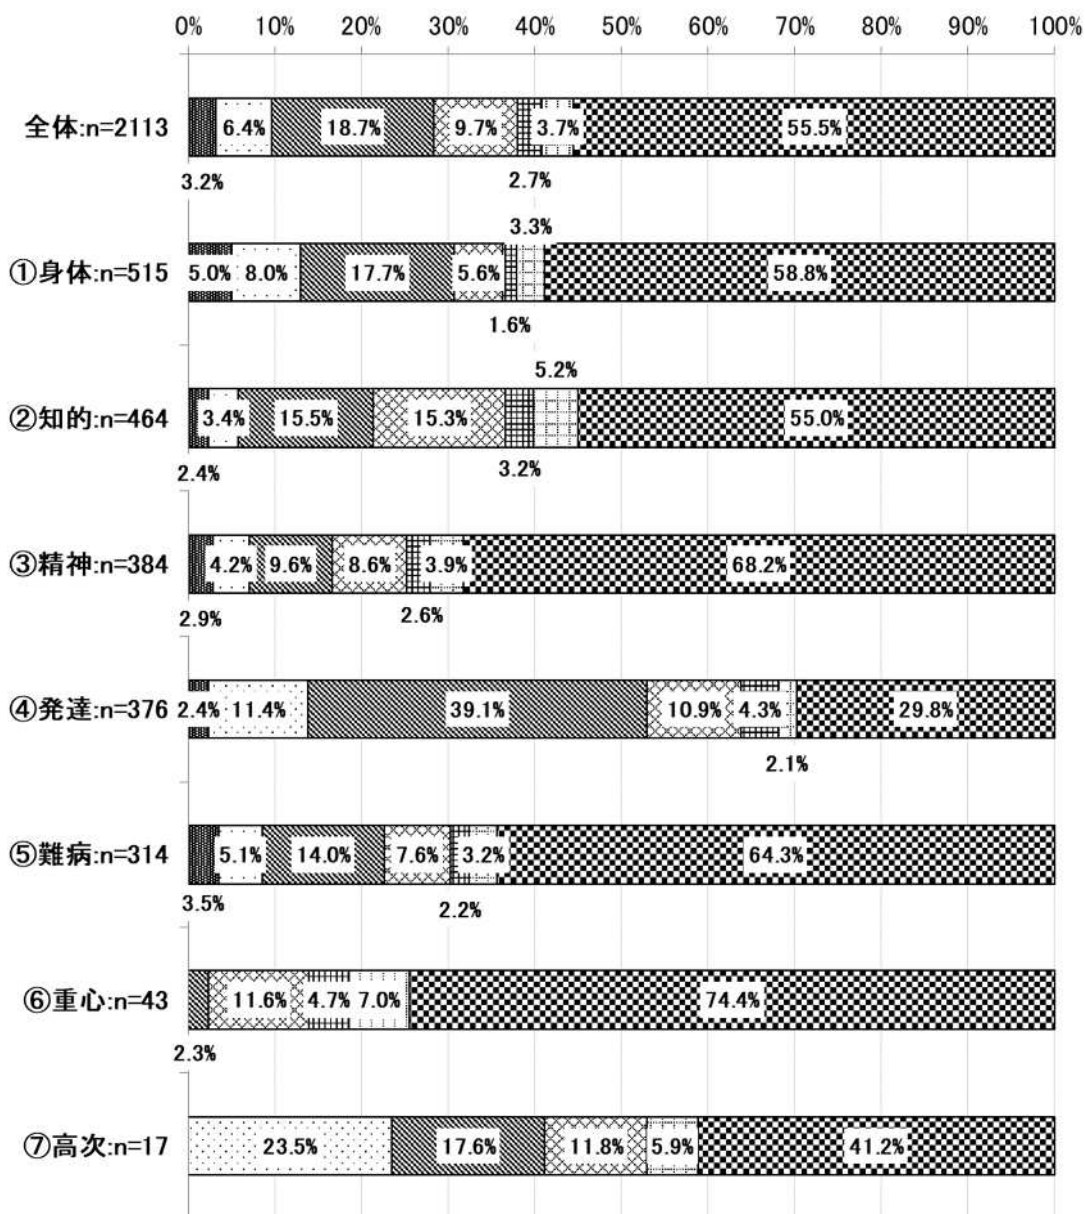 0% 10% 20% 30% 40% 50% 60% 70% 80% 90% 100%
全体:n=2113 6.4% 18.7% 9.7% 3.7% 55.5%
3.2% 2.7%
3.3%
①身体:n=515 5.0% 8.0% 17.7% 5.6% 58.8%
1.6%
5.2%
②知的:n=464 3.4% 15.5% 15.3% 55.0%
2.4% 3.2%
③精神:n=384 4.2% 9.6% 8.6% 3.9% 68.2%
2.9% 2.6%
④発達:n=376 2.4% 11.4% 39.1% 10.9% 4.3% 29.8%
2.1%
⑤難病:n=314 5.1% 14.0% 7.6% 3.2% 64.3%
3.5% 2.2%
⑥重心:n=43 11.6% 4.7% 7.0% 74.4%
2.3%
⑦高次:n=17 23.5% 17.6% 11.8% 5.9% 41.2%